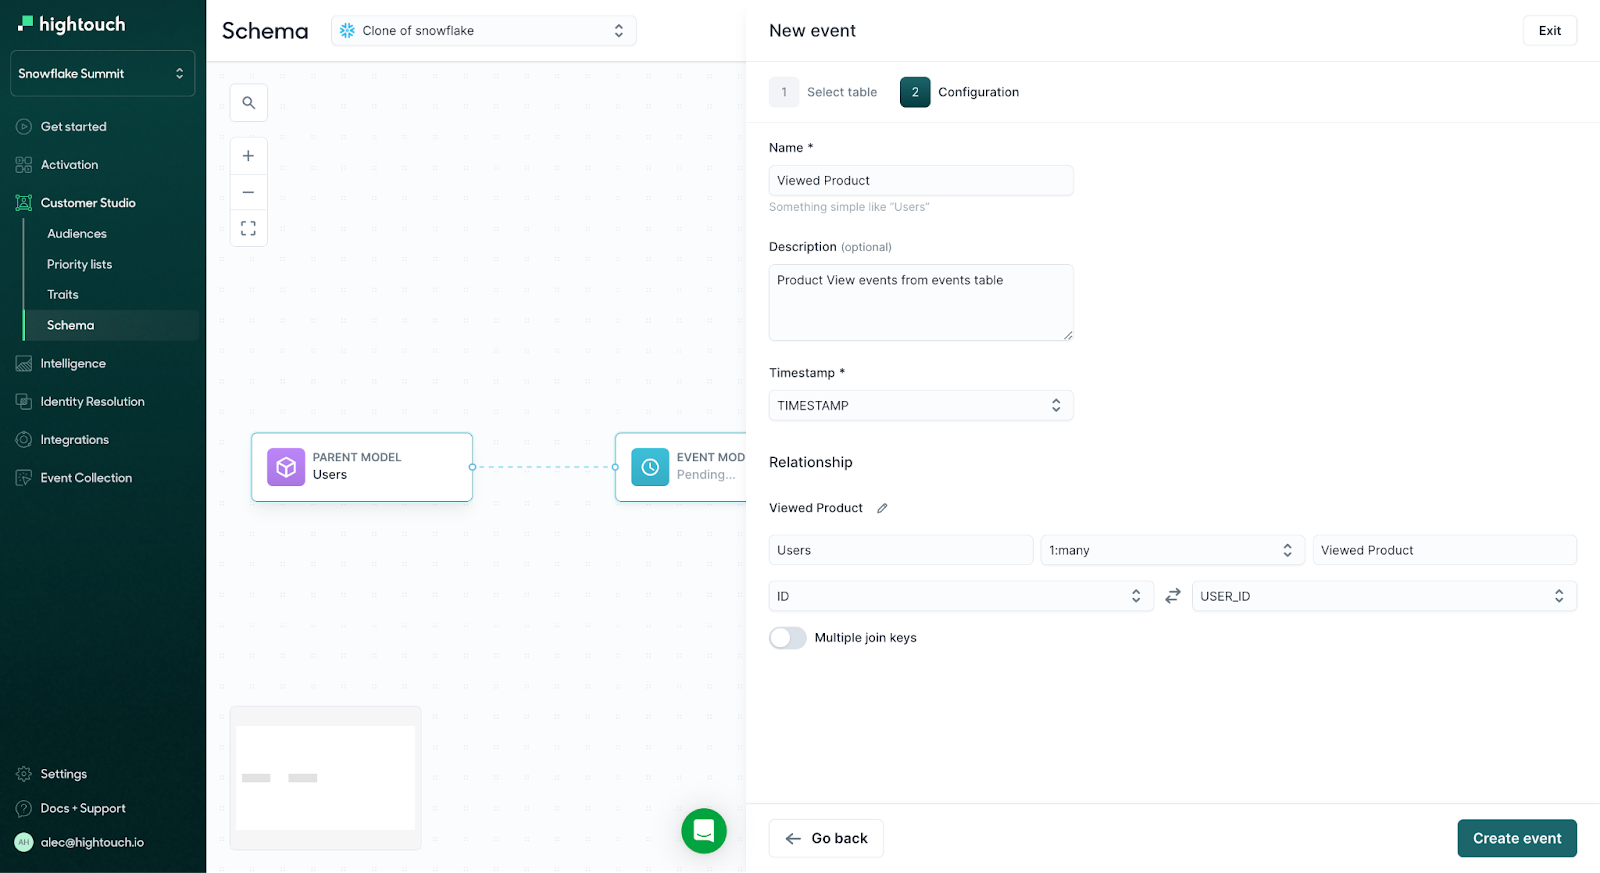 hightouch
Snowflake Summit
Get started
Activation
Customer Studio
Audiences
Priority lists
Traits
Schema
Intelligence
Identity Resolution
Integrations
Event Collection
Settings
Docs + Support
AH
alec@hightouch.io
Schema
Clone of snowflake
PARENT MODEL
Users
EVENT MOD
Pending...
New event
Exit
1 Select table
2 Configuration
Name *
Viewed Product
Something simple like "Users"
Description (optional)
Product View events from events table
Timestamp *
TIMESTAMP
Relationship
Viewed Product
Users 1:many Viewed Product
ID USER_ID
Multiple join keys
Go back
Create event